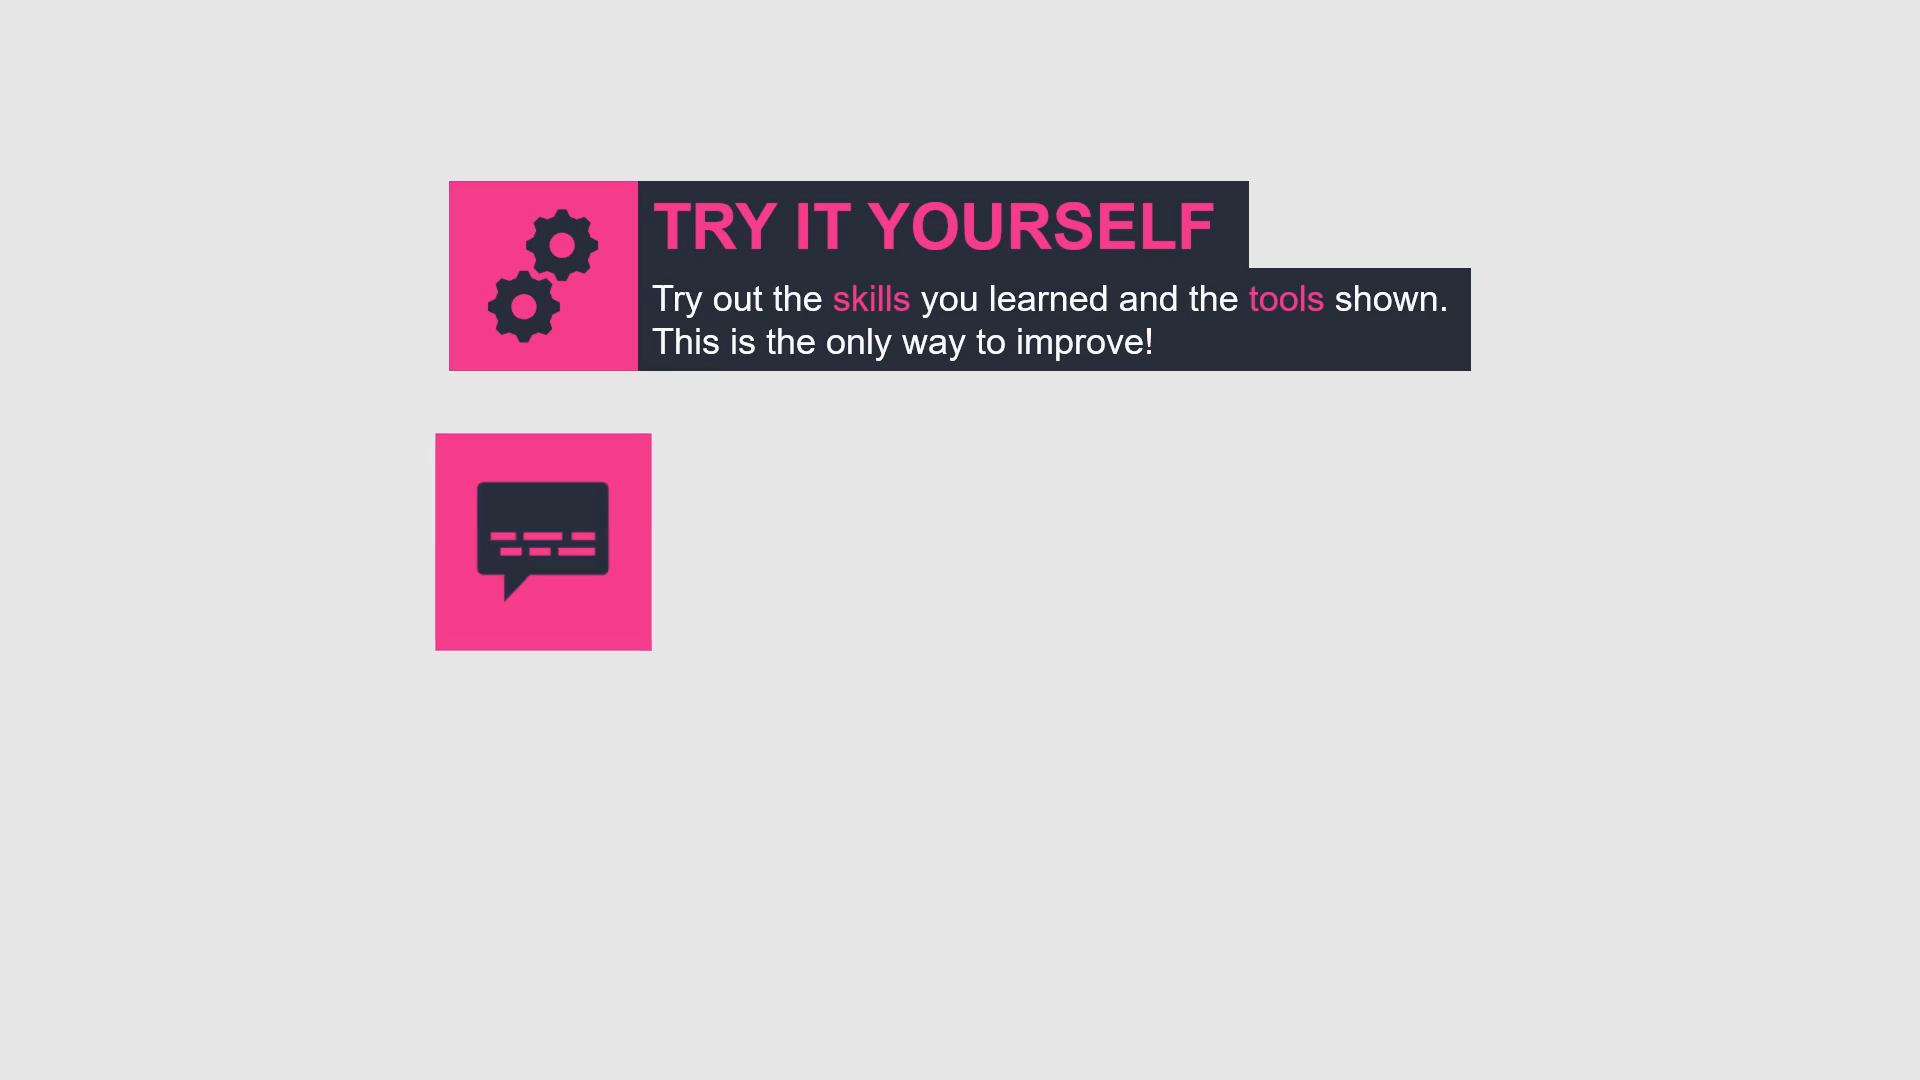 TRY IT YOURSELF
Try out the skills you learned and the tools shown.
This is the only way to improve!